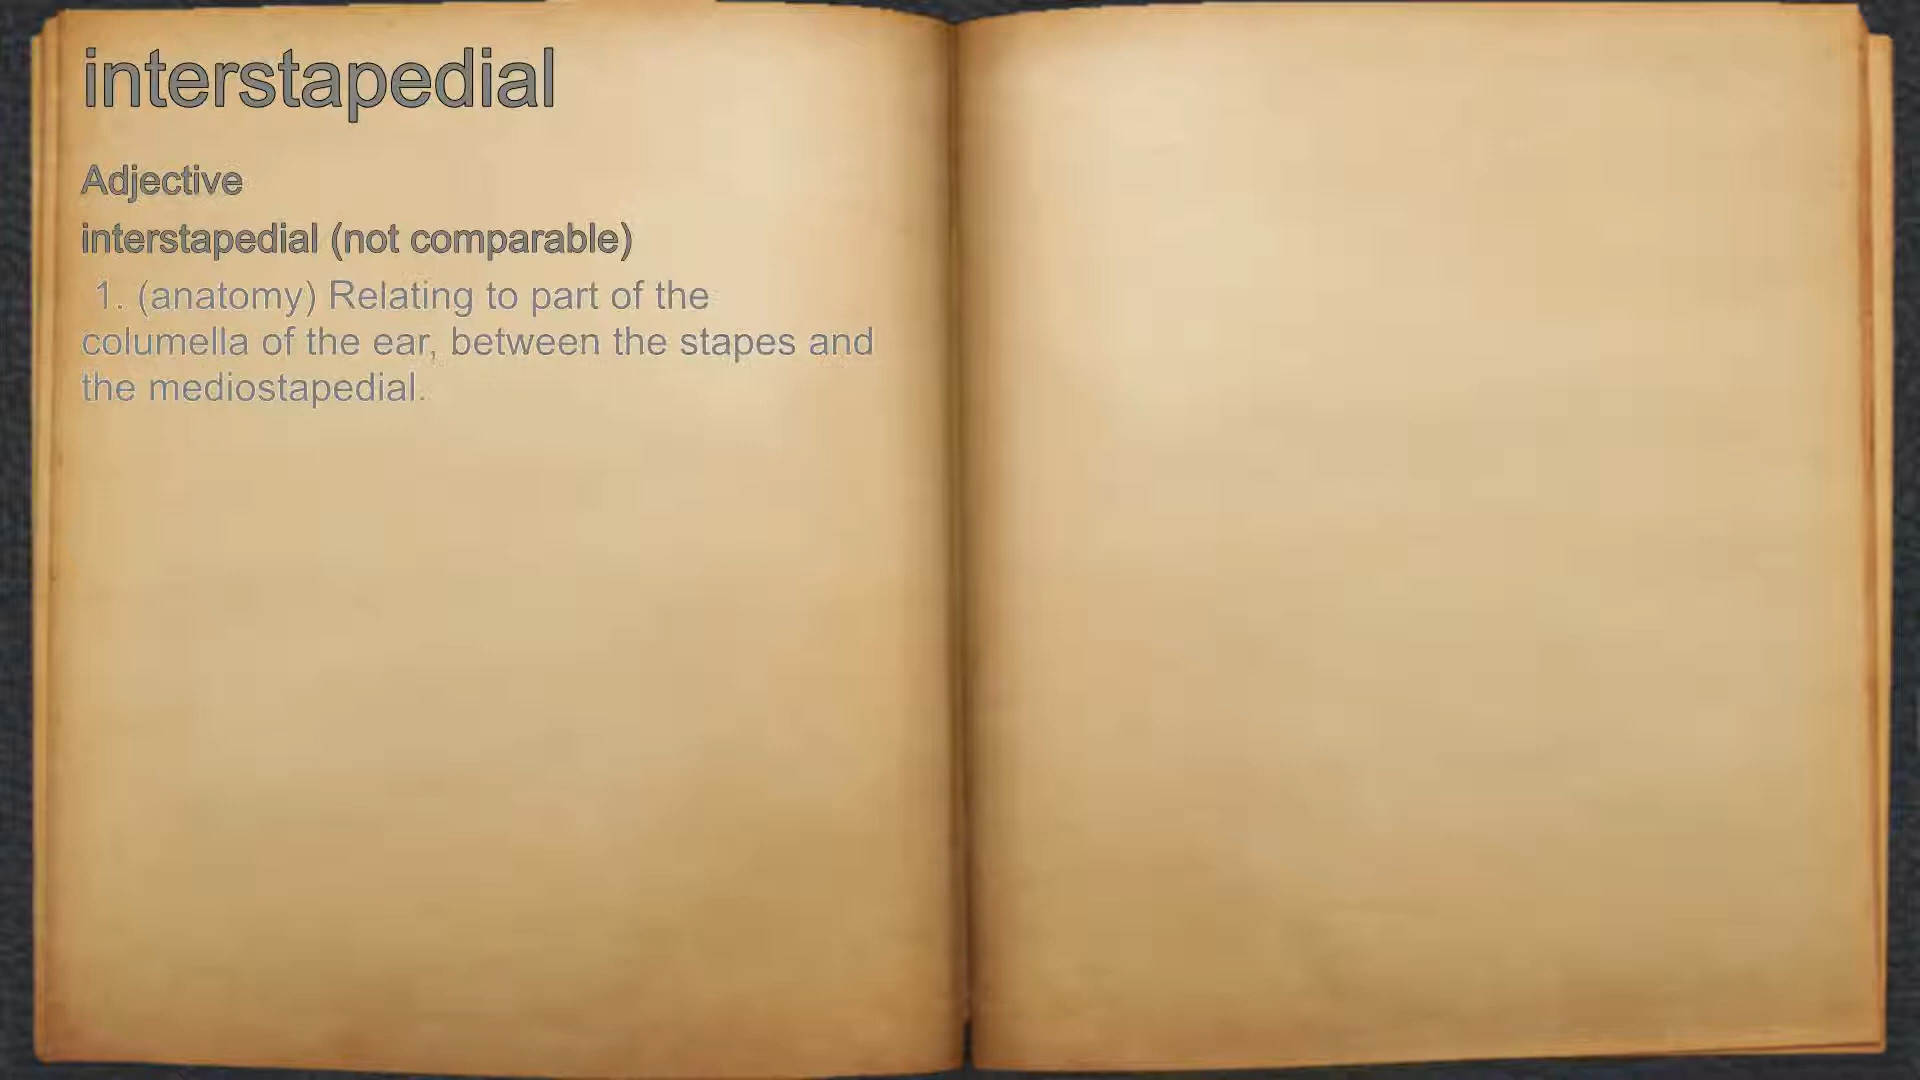 interstapedial
Adjective
interstapedial (not comparable)
1. (anatomy) Relating to part of the
columella of the ear, between the stapes and
the mediostapedial.